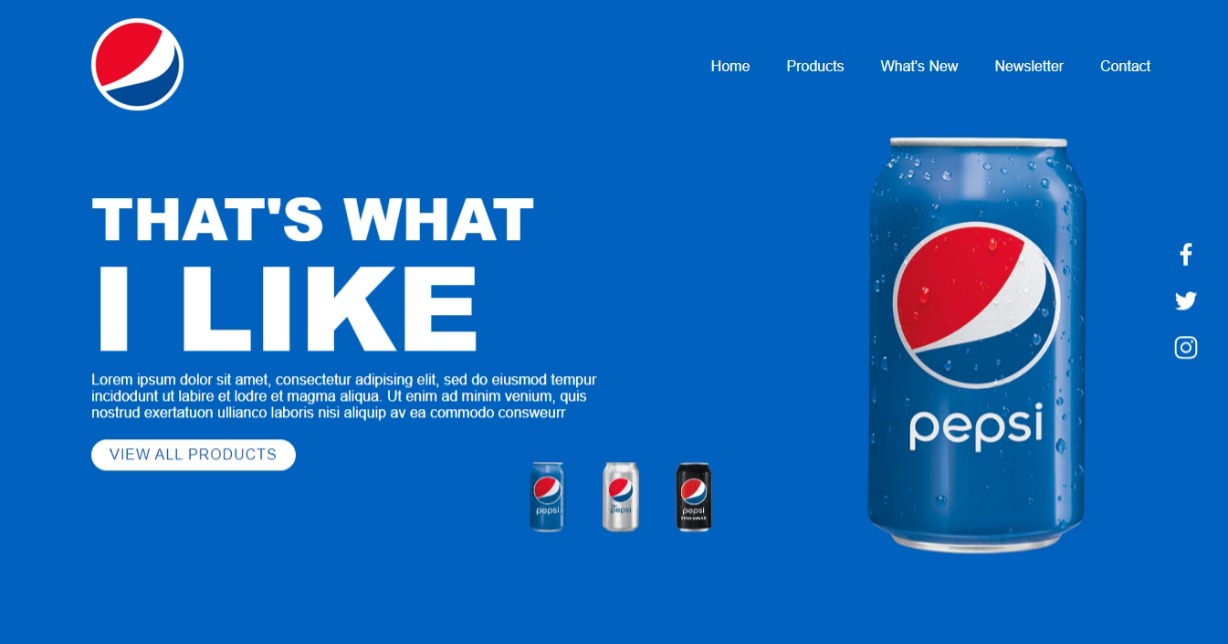 Home Products What's New Newsletter Contact
THAT'S WHAT
I LIKE
Lorem ipsum dolor sit amet, consectetur adipising elit, sed do eiusmod tempur
incidodunt ut labire et lodre et magma aliqua. Ut enim ad minim venium, quis
nostrud exertatuon ullianco laboris nisi aliquip av ea commodo consweurr
VIEW ALL PRODUCTS
pepsi
pepsi
pepsi
pepsi